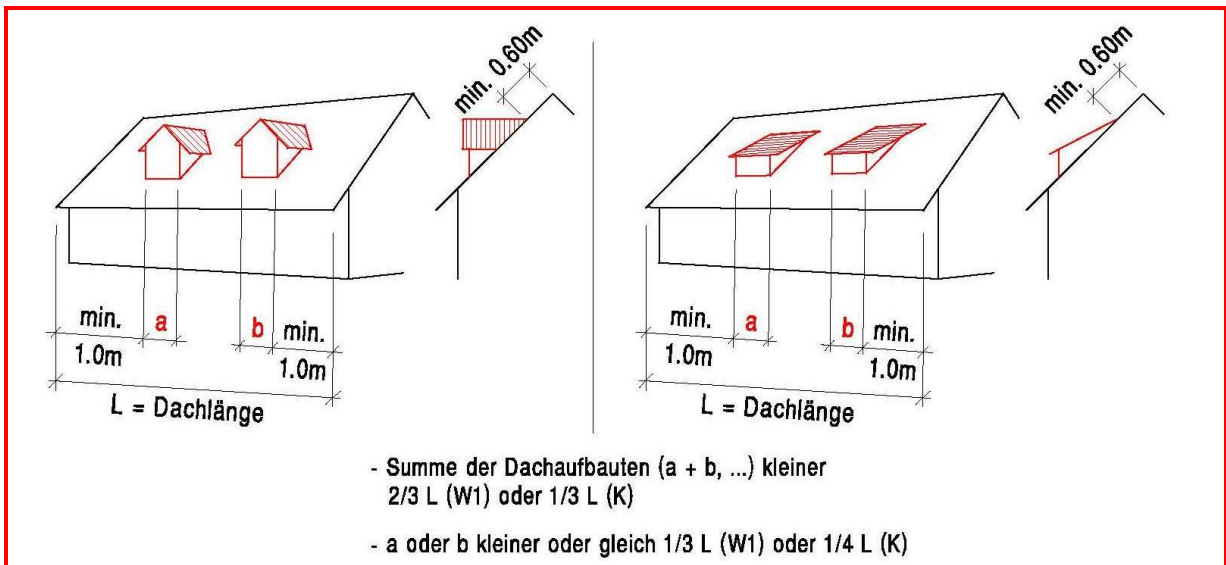 min. 0.60m
min. a b min.
1.0m 1.0m
L = Dachlänge
min. 0.60m
min. a b min.
1.0m 1.0m
L = Dachlänge
- Summe der Dachaufbauten (a + b, ...) kleiner
2/3 L (W1) oder 1/3 L (K)
- a oder b kleiner oder gleich 1/3 L (W1) oder 1/4 L (K)